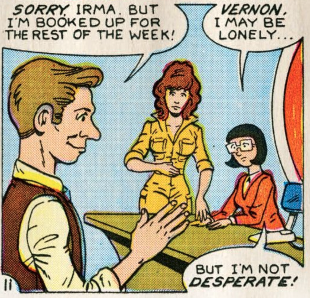 SORRY, IRMA, BUT
I'M BOOKED UP FOR
THE REST OF THE WEEK!
VERNON,
I MAY BE
LONELY...
BUT I'M NOT
DESPERATE!
11